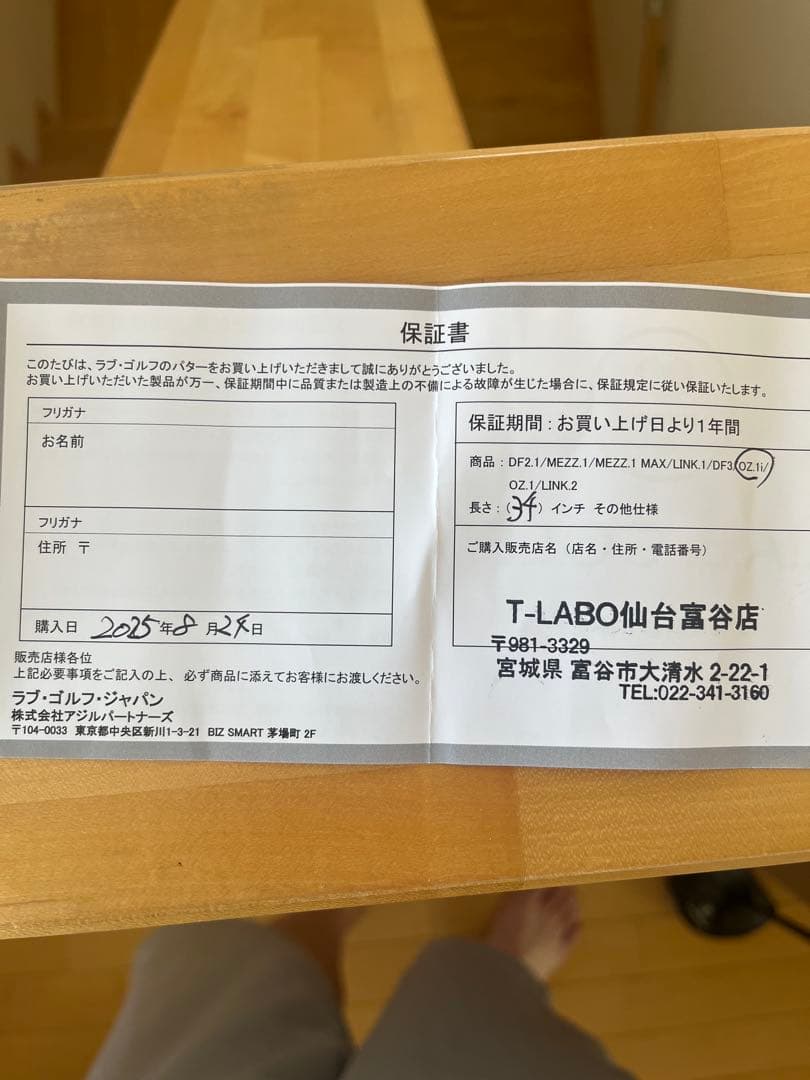 保証書
このたびは、ラブ・ゴルフのパターをお買い上げいただきまして誠にありがとうございました。
お買い上げいただいた製品が万一、保証期間中に品質または製造上の不備による故障が生じた場合に、保証規定に従い保証いたします。
フリガナ
お名前
フリガナ
住所 〒
購入日 2025年8月24日
販売店様各位
上記必要事項をご記入の上、必ず商品に添えてお客様にお渡しください。
ラブ・ゴルフ・ジャパン
株式会社アジルパートナーズ
〒104-0033 東京都中央区新川1-3-21 BIZ SMART 茅場町 2F
保証期間：お買い上げ日より1年間
商品：DF2.1/MEZZ.1/MEZZ.1 MAX/LINK.1/DF3/OZ.1i/
OZ.1/LINK.2
長さ：(34) インチ その他仕様
ご購入販売店名（店名・住所・電話番号）
T-LABO仙台富谷店
〒981-3329
宮城県 富谷市大清水 2-22-1
TEL:022-341-3160